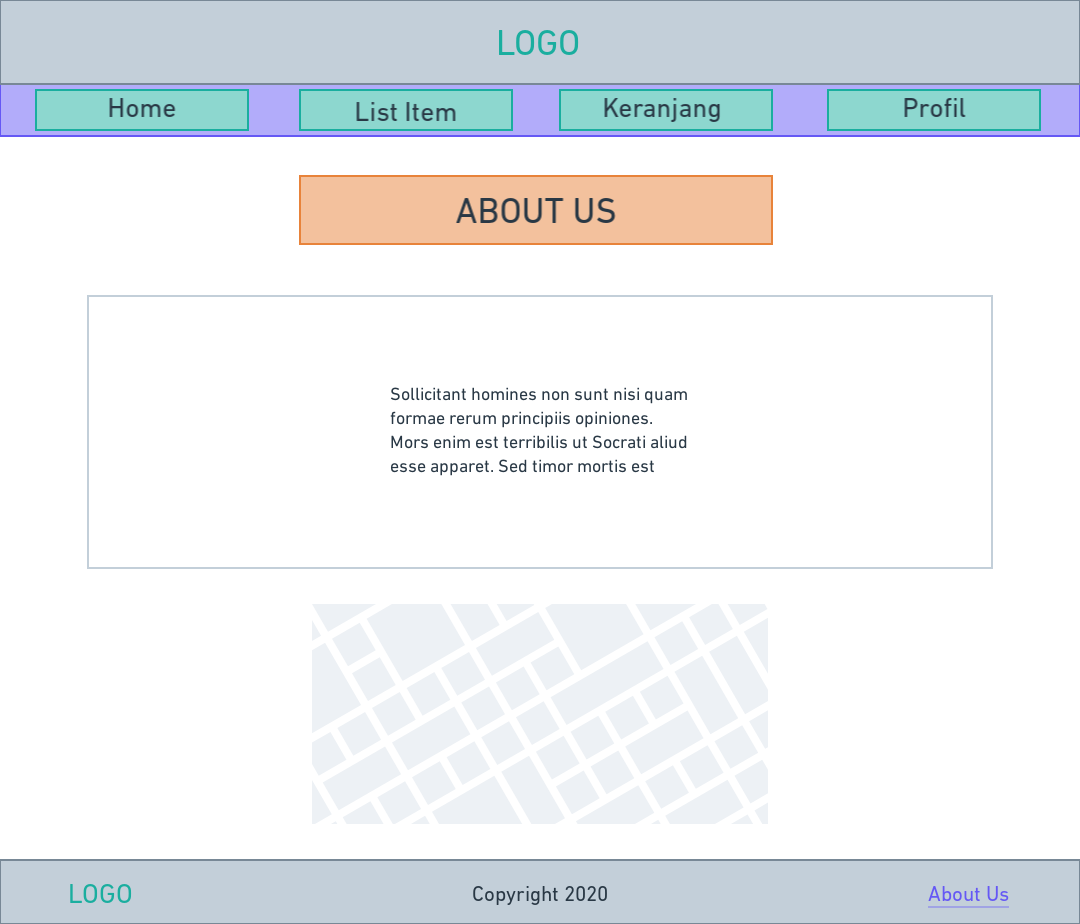 LOGO
Home
List Item
Keranjang
Profil
ABOUT US
Sollicitant homines non sunt nisi quam
formae rerum principiis opiniones.
Mors enim est terribilis ut Socrati aliud
esse apparet. Sed timor mortis est
LOGO
Copyright 2020
About Us